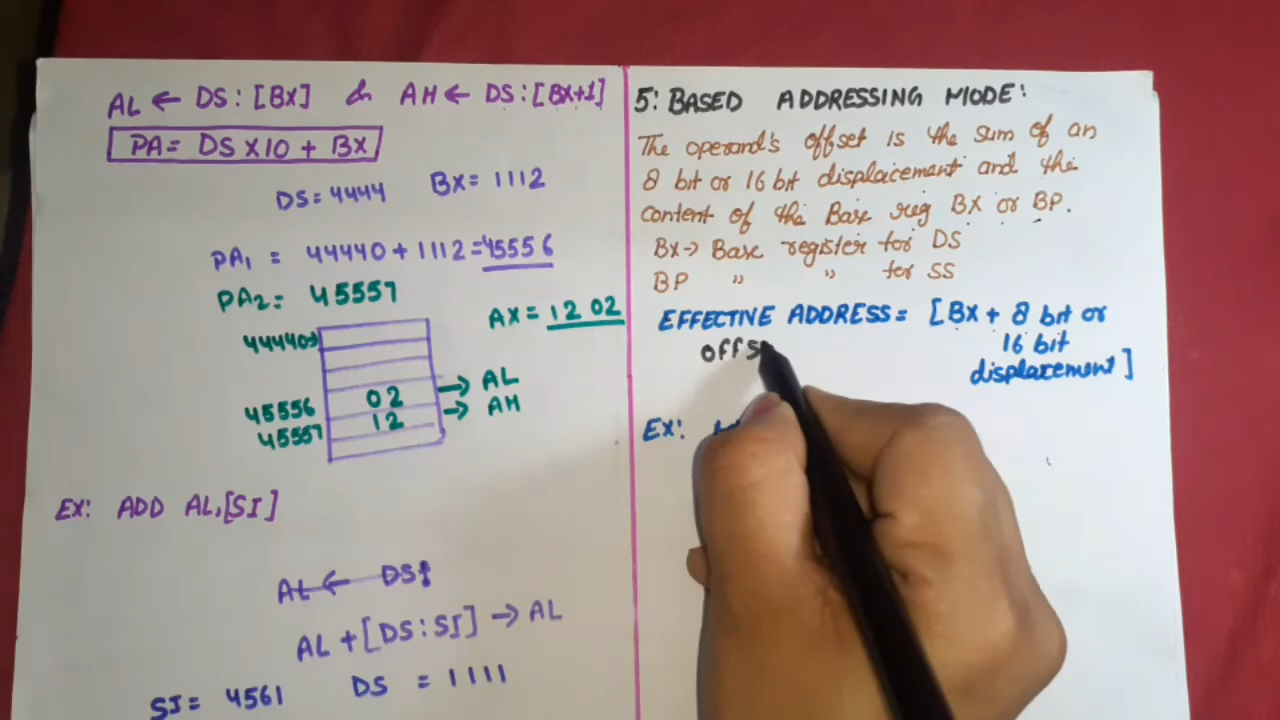 AL ← DS: [BX] & AH ← DS: [BX+1]
PA = DS X 10 + BX
DS = 4444 BX = 1112
PA1 = 44440 + 1112 = 45556
PA2 = 45557
AX = 12 02
44440→
45556 02 → AL
45557 12 → AH
EX: ADD AL,[SI]
AL ← DS:
AL + [DS:SI] → AL
SI = 4561 DS = 1111
5: BASED ADDRESSING MODE:
The operand's offset is the sum of an
8 bit or 16 bit displacement and the
content of the Base reg BX or BP.
BX → Base register for DS
BP " " for SS
EFFECTIVE ADDRESS = [BX + 8 bit or
16 bit
displacement]
OFFS
EX: